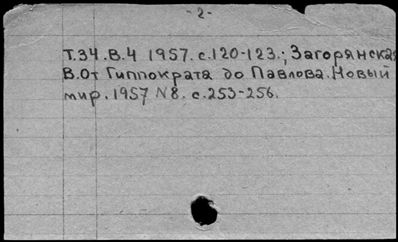 - 2 -
Т.34.В.4 1957. с.120-123.; Загорянская
В.От Гиппократа до Павлова.Новый
мир.1957 N8. с.253-256.